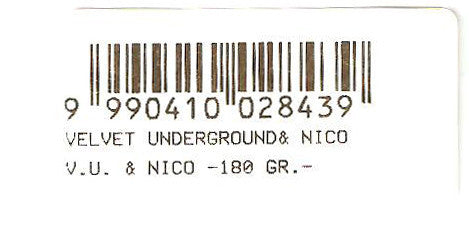 9 990410 028439
VELVET UNDERGROUND& NICO
V.U. & NICO -180 GR.-